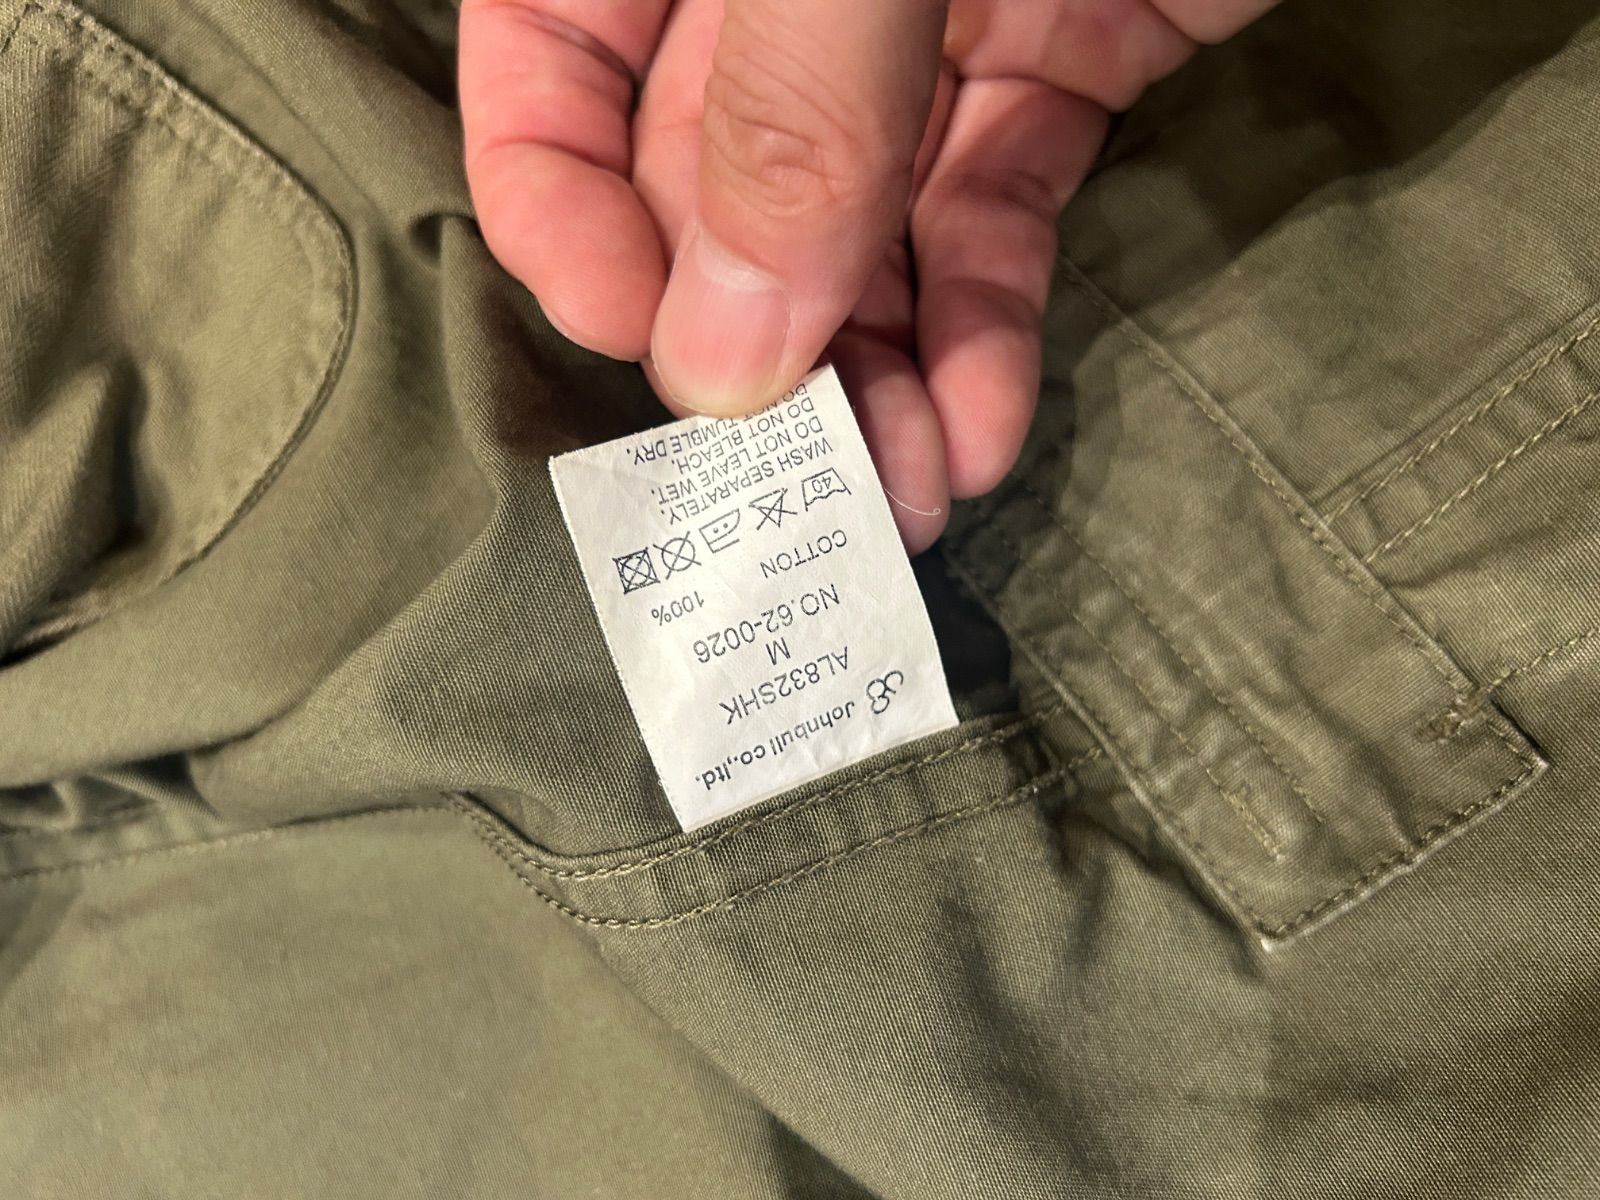 Johnbull co.,ltd.
AL832SHK
M
NO.62-0026
COTTON 100%
40
WASH SEPARATELY.
DO NOT LEAVE WET.
DO NOT BLEACH.
DO NOT TUMBLE DRY.